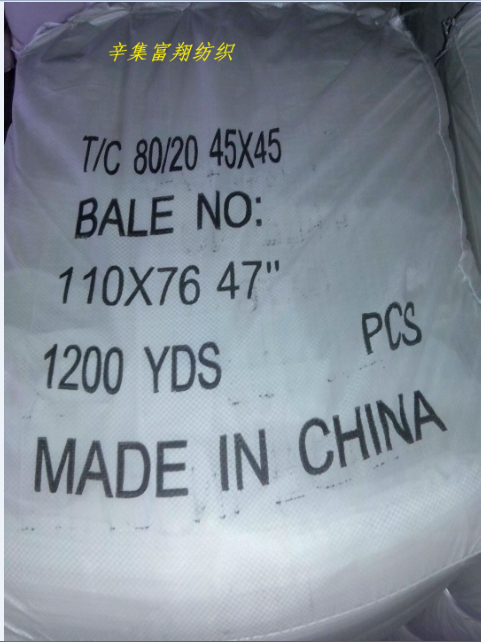 辛集富翔纺织
T/C 80/20 45X45
BALE NO:
110X76 47"
1200 YDS PCS
MADE IN CHINA